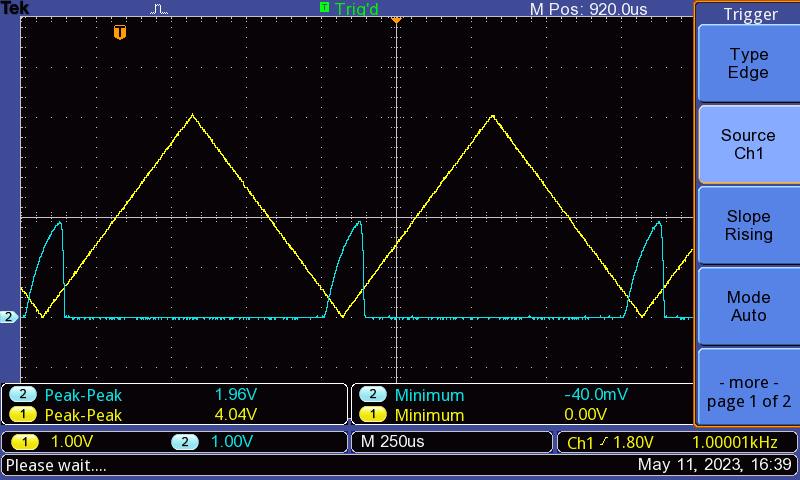 Tek
T Trig'd
M Pos: 920.0us
Trigger
T
Type
Edge
Source
Ch1
Slope
Rising
Mode
Auto
- more -
page 1 of 2
2
2 Peak-Peak 1.96V
1 Peak-Peak 4.04V
2 Minimum -40.0mV
1 Minimum 0.00V
1 1.00V 2 1.00V
M 250us
Ch1 1.80V 1.00001kHz
Please wait....
May 11, 2023, 16:39